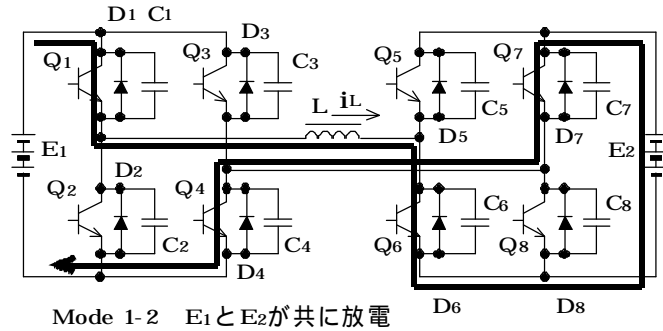 D1 C1
D3
Q1
Q3
C3
Q5
Q7
L iL
C5
C7
E1
D5
D7
E2
D2
Q2
Q4
C6
C8
C2
C4
Q6
Q8
D4
D6
D8
Mode 1-2 E1とE2が共に放電